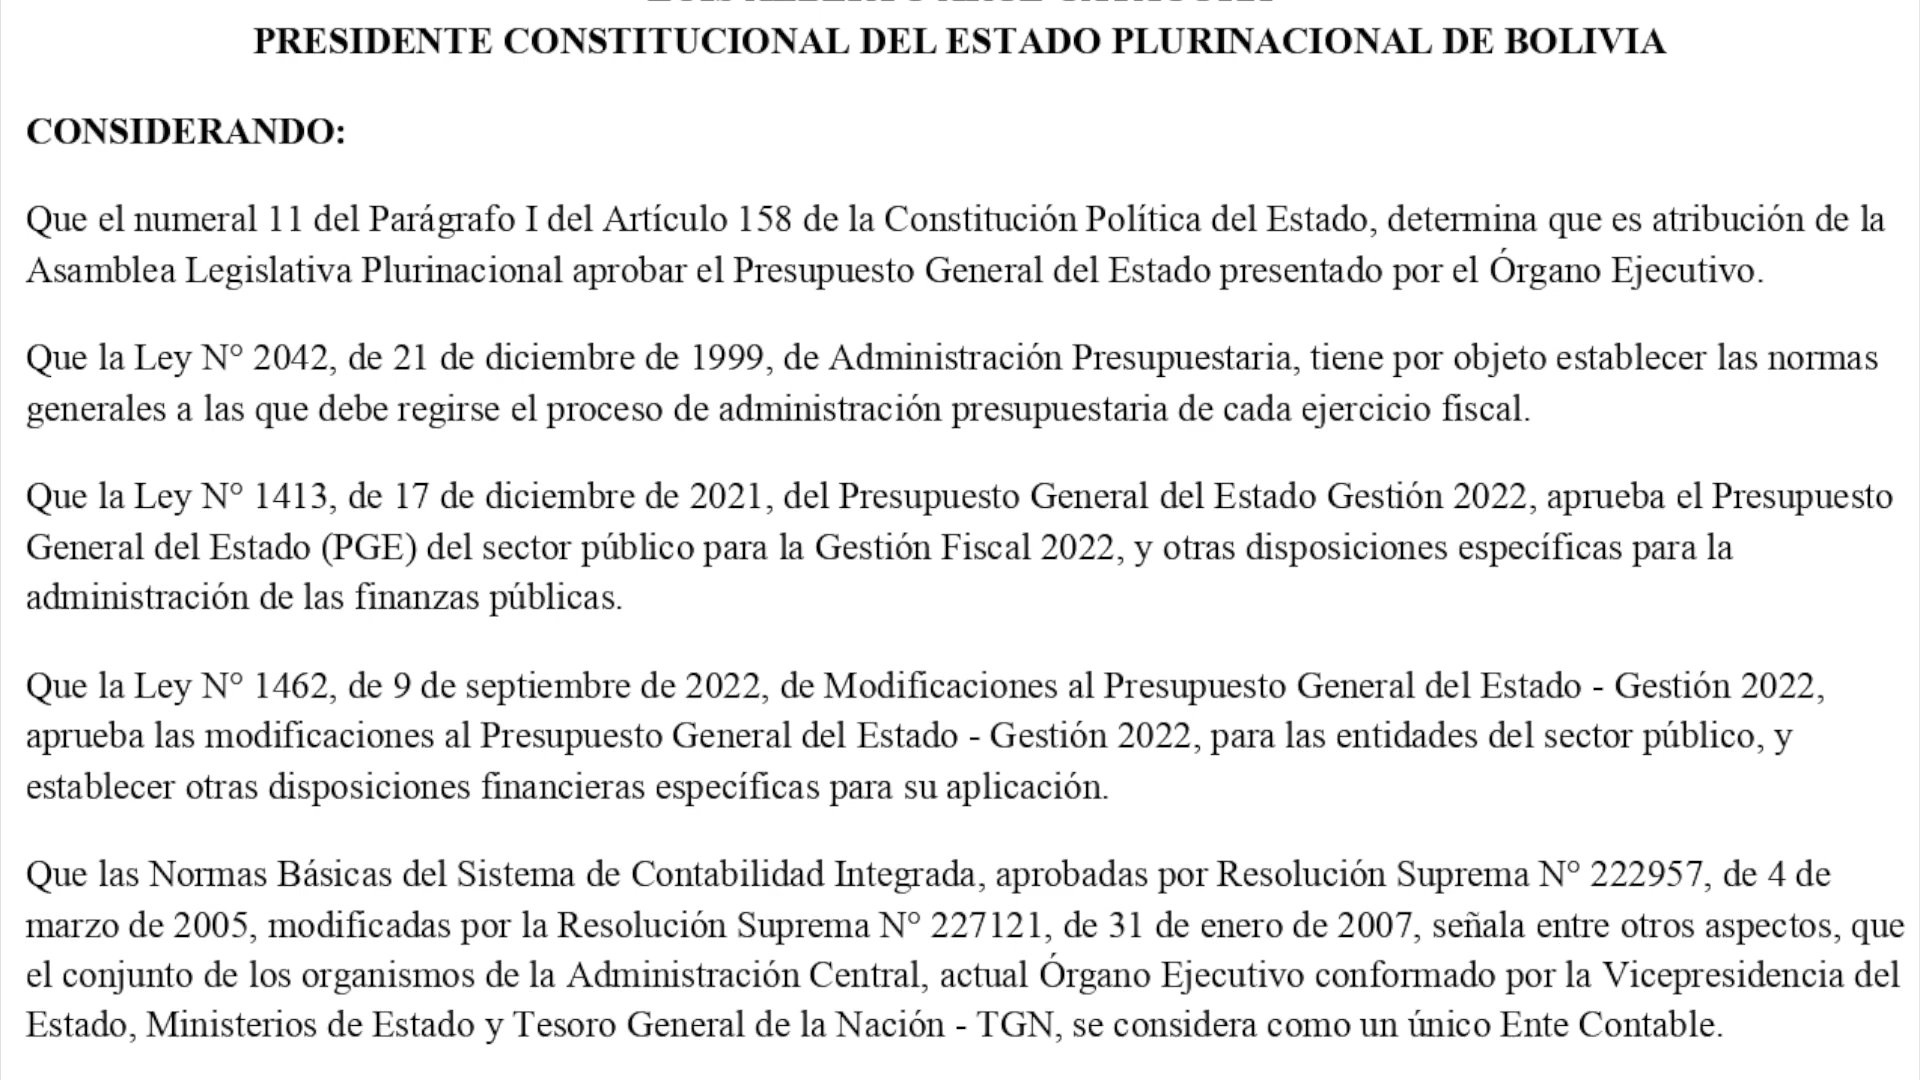 PRESIDENTE CONSTITUCIONAL DEL ESTADO PLURINACIONAL DE BOLIVIA
CONSIDERANDO:
Que el numeral 11 del Parágrafo I del Artículo 158 de la Constitución Política del Estado, determina que es atribución de la
Asamblea Legislativa Plurinacional aprobar el Presupuesto General del Estado presentado por el Órgano Ejecutivo.
Que la Ley N° 2042, de 21 de diciembre de 1999, de Administración Presupuestaria, tiene por objeto establecer las normas
generales a las que debe regirse el proceso de administración presupuestaria de cada ejercicio fiscal.
Que la Ley N° 1413, de 17 de diciembre de 2021, del Presupuesto General del Estado Gestión 2022, aprueba el Presupuesto
General del Estado (PGE) del sector público para la Gestión Fiscal 2022, y otras disposiciones específicas para la
administración de las finanzas públicas.
Que la Ley N° 1462, de 9 de septiembre de 2022, de Modificaciones al Presupuesto General del Estado - Gestión 2022,
aprueba las modificaciones al Presupuesto General del Estado - Gestión 2022, para las entidades del sector público, y
establecer otras disposiciones financieras específicas para su aplicación.
Que las Normas Básicas del Sistema de Contabilidad Integrada, aprobadas por Resolución Suprema N° 222957, de 4 de
marzo de 2005, modificadas por la Resolución Suprema N° 227121, de 31 de enero de 2007, señala entre otros aspectos, que
el conjunto de los organismos de la Administración Central, actual Órgano Ejecutivo conformado por la Vicepresidencia del
Estado, Ministerios de Estado y Tesoro General de la Nación - TGN, se considera como un único Ente Contable.